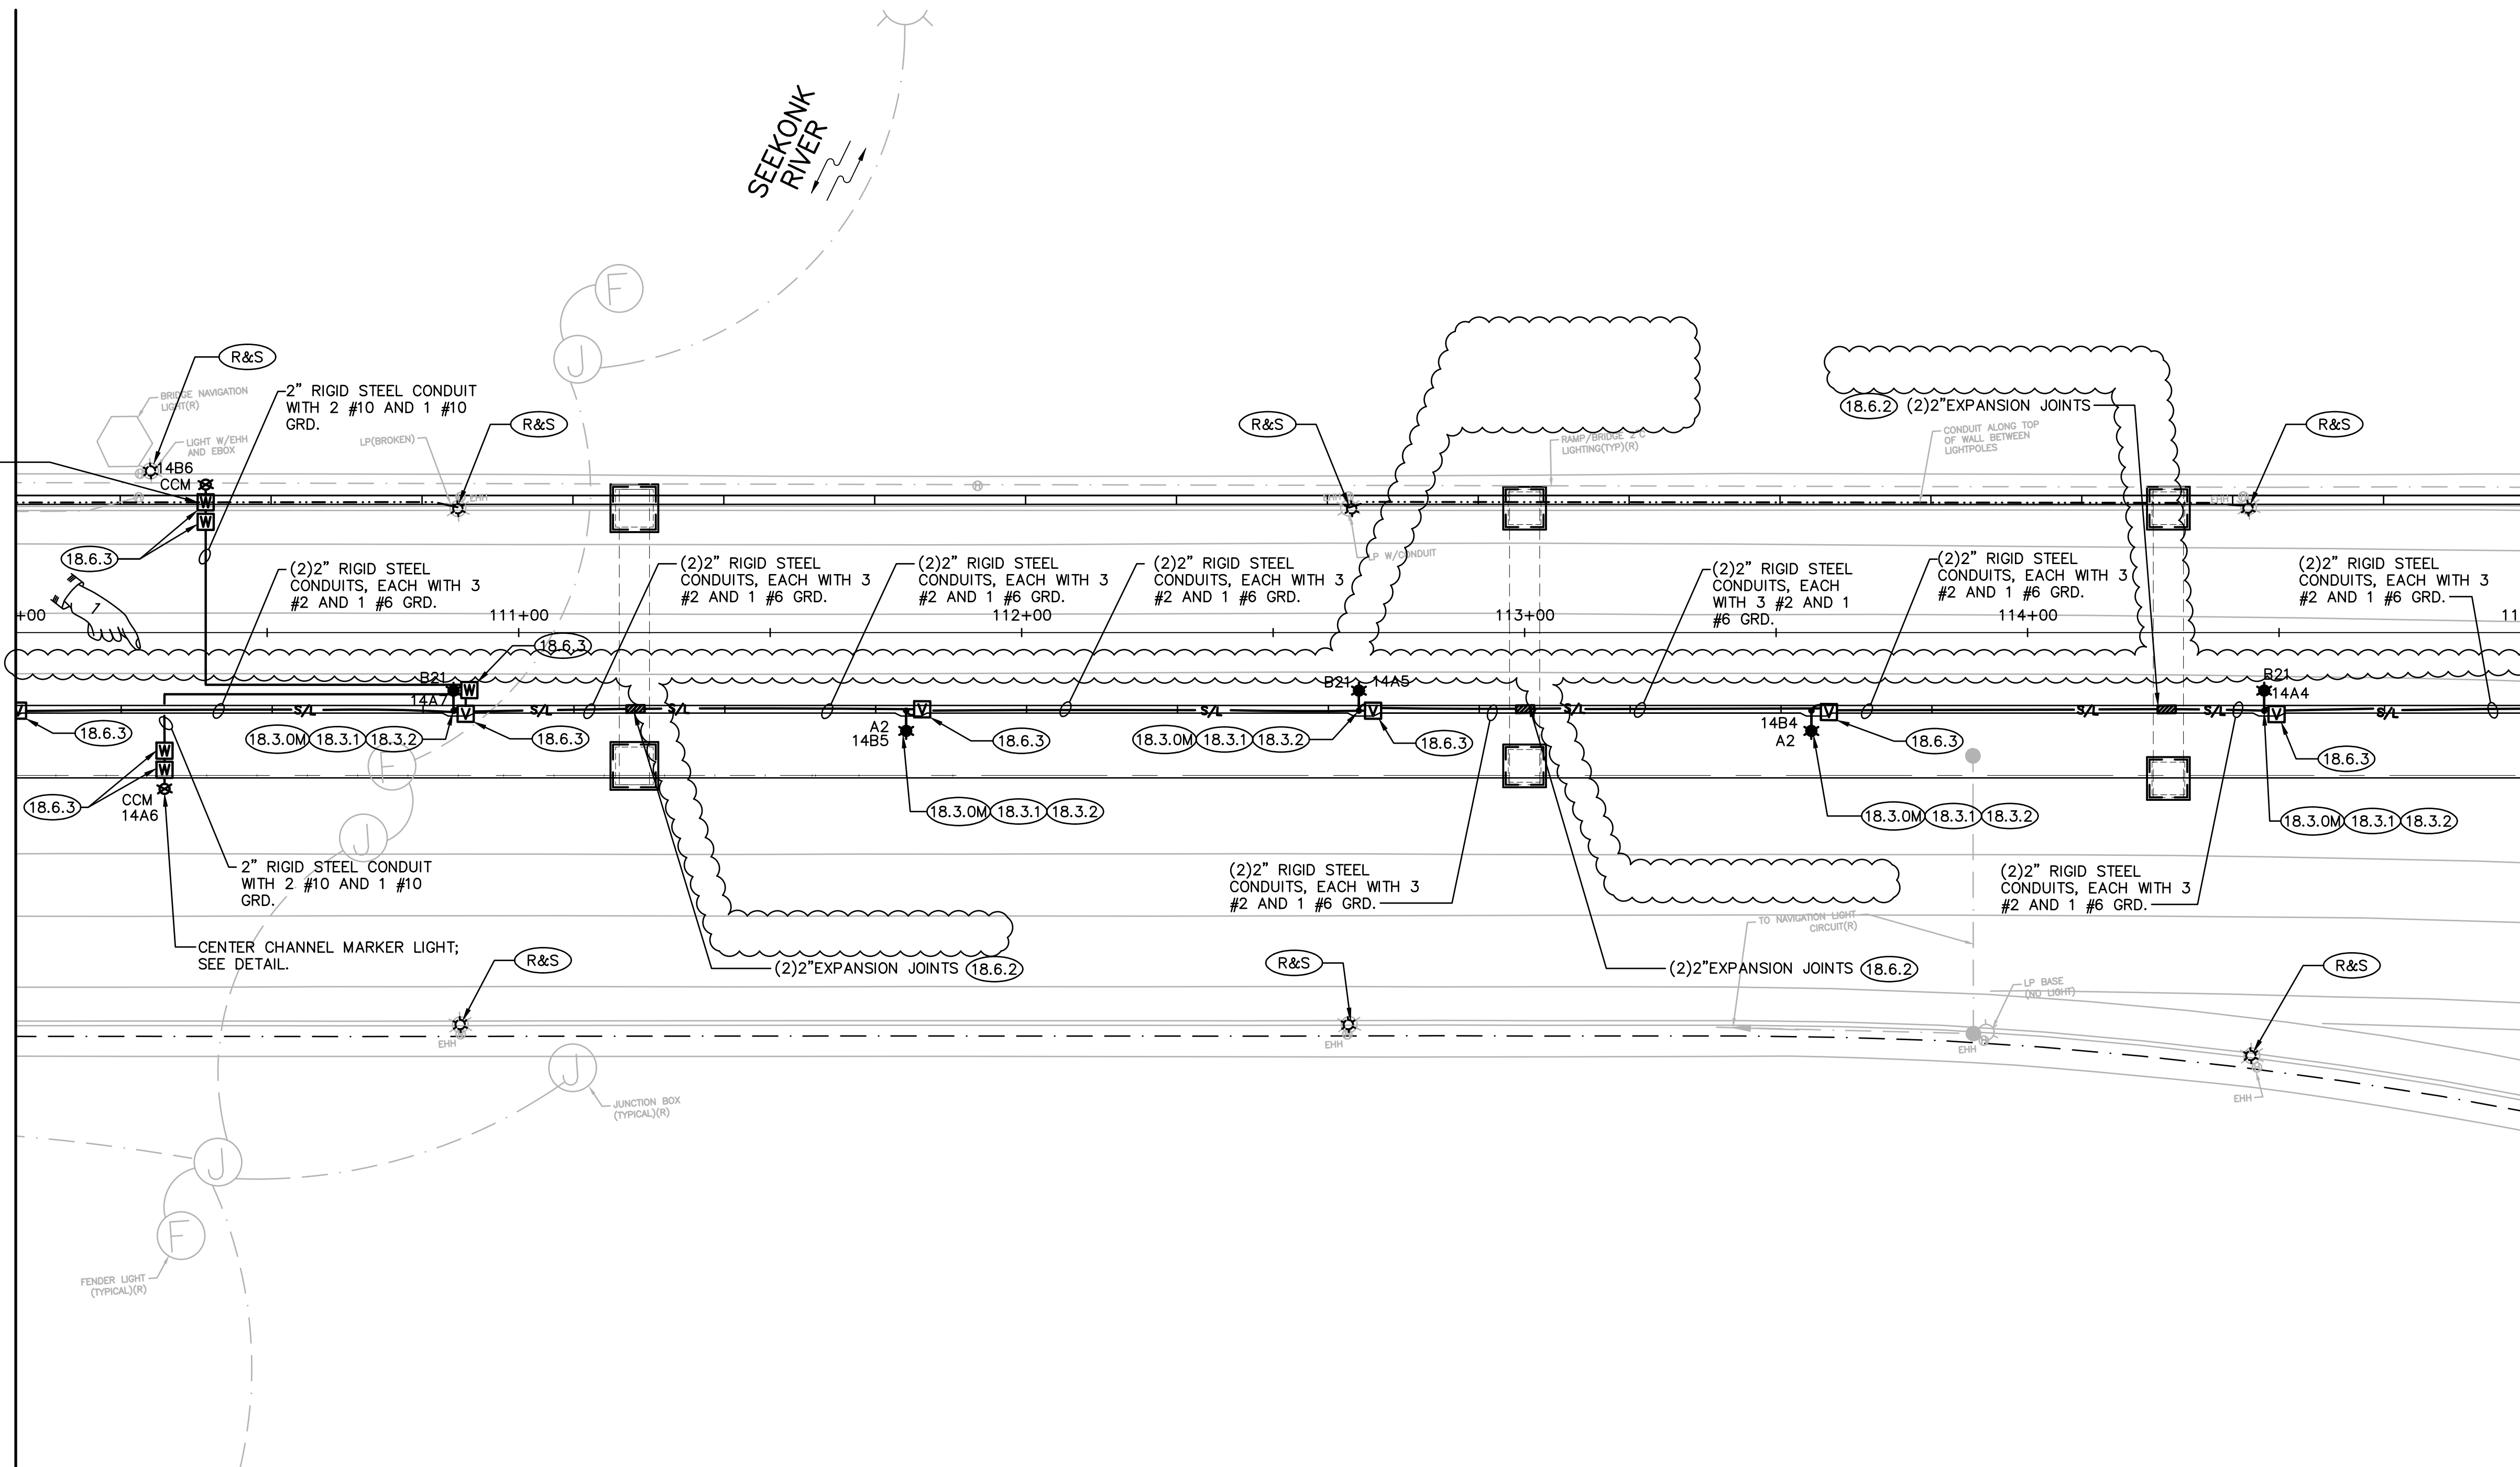 SEEKONK
RIVER
F
J
R&S
BRIDGE NAVIGATION
LIGHT(R)
2" RIGID STEEL CONDUIT
WITH 2 #10 AND 1 #10
GRD.
LIGHT W/EHH
AND EBOX
LP(BROKEN)
R&S
R&S
RAMP/BRIDGE 2"C
LIGHTING(TYP)(R)
18.6.2
(2)2"EXPANSION JOINTS
CONDUIT ALONG TOP
OF WALL BETWEEN
LIGHTPOLES
R&S
14B6
CCM
W
W
EHH
EHH
EHH
LP W/CONDUIT
18.6.3
(2)2" RIGID STEEL
CONDUITS, EACH WITH 3
#2 AND 1 #6 GRD.
(2)2" RIGID STEEL
CONDUITS, EACH WITH 3
#2 AND 1 #6 GRD.
(2)2" RIGID STEEL
CONDUITS, EACH WITH 3
#2 AND 1 #6 GRD.
(2)2" RIGID STEEL
CONDUITS, EACH WITH 3
#2 AND 1 #6 GRD.
(2)2" RIGID STEEL
CONDUITS, EACH
WITH 3 #2 AND 1
#6 GRD.
(2)2" RIGID STEEL
CONDUITS, EACH WITH 3
#2 AND 1 #6 GRD.
(2)2" RIGID STEEL
CONDUITS, EACH WITH 3
#2 AND 1 #6 GRD.
1
+00
111+00
112+00
113+00
114+00
11
18.6.3
B21
W
14A7
V
B21
14A5
B21
14A4
V
S/L
S/L
S/L
V
S/L
V
S/L
V
S/L
S/L
V
S/L
18.6.3
18.3.0M
18.3.1
18.3.2
18.6.3
A2
14B5
18.6.3
18.3.0M
18.3.1
18.3.2
18.6.3
14B4
A2
18.6.3
18.6.3
W
W
F
18.6.3
CCM
14A6
J
18.3.0M
18.3.1
18.3.2
18.3.0M
18.3.1
18.3.2
18.3.0M
18.3.1
18.3.2
2" RIGID STEEL CONDUIT
WITH 2 #10 AND 1 #10
GRD.
(2)2" RIGID STEEL
CONDUITS, EACH WITH 3
#2 AND 1 #6 GRD.
(2)2" RIGID STEEL
CONDUITS, EACH WITH 3
#2 AND 1 #6 GRD.
TO NAVIGATION LIGHT
CIRCUIT(R)
CENTER CHANNEL MARKER LIGHT;
SEE DETAIL.
R&S
(2)2"EXPANSION JOINTS
18.6.2
R&S
(2)2"EXPANSION JOINTS
18.6.2
R&S
LP BASE
(NO LIGHT)
EHH
EHH
EHH
EHH
J
JUNCTION BOX
(TYPICAL)(R)
J
F
FENDER LIGHT
(TYPICAL)(R)